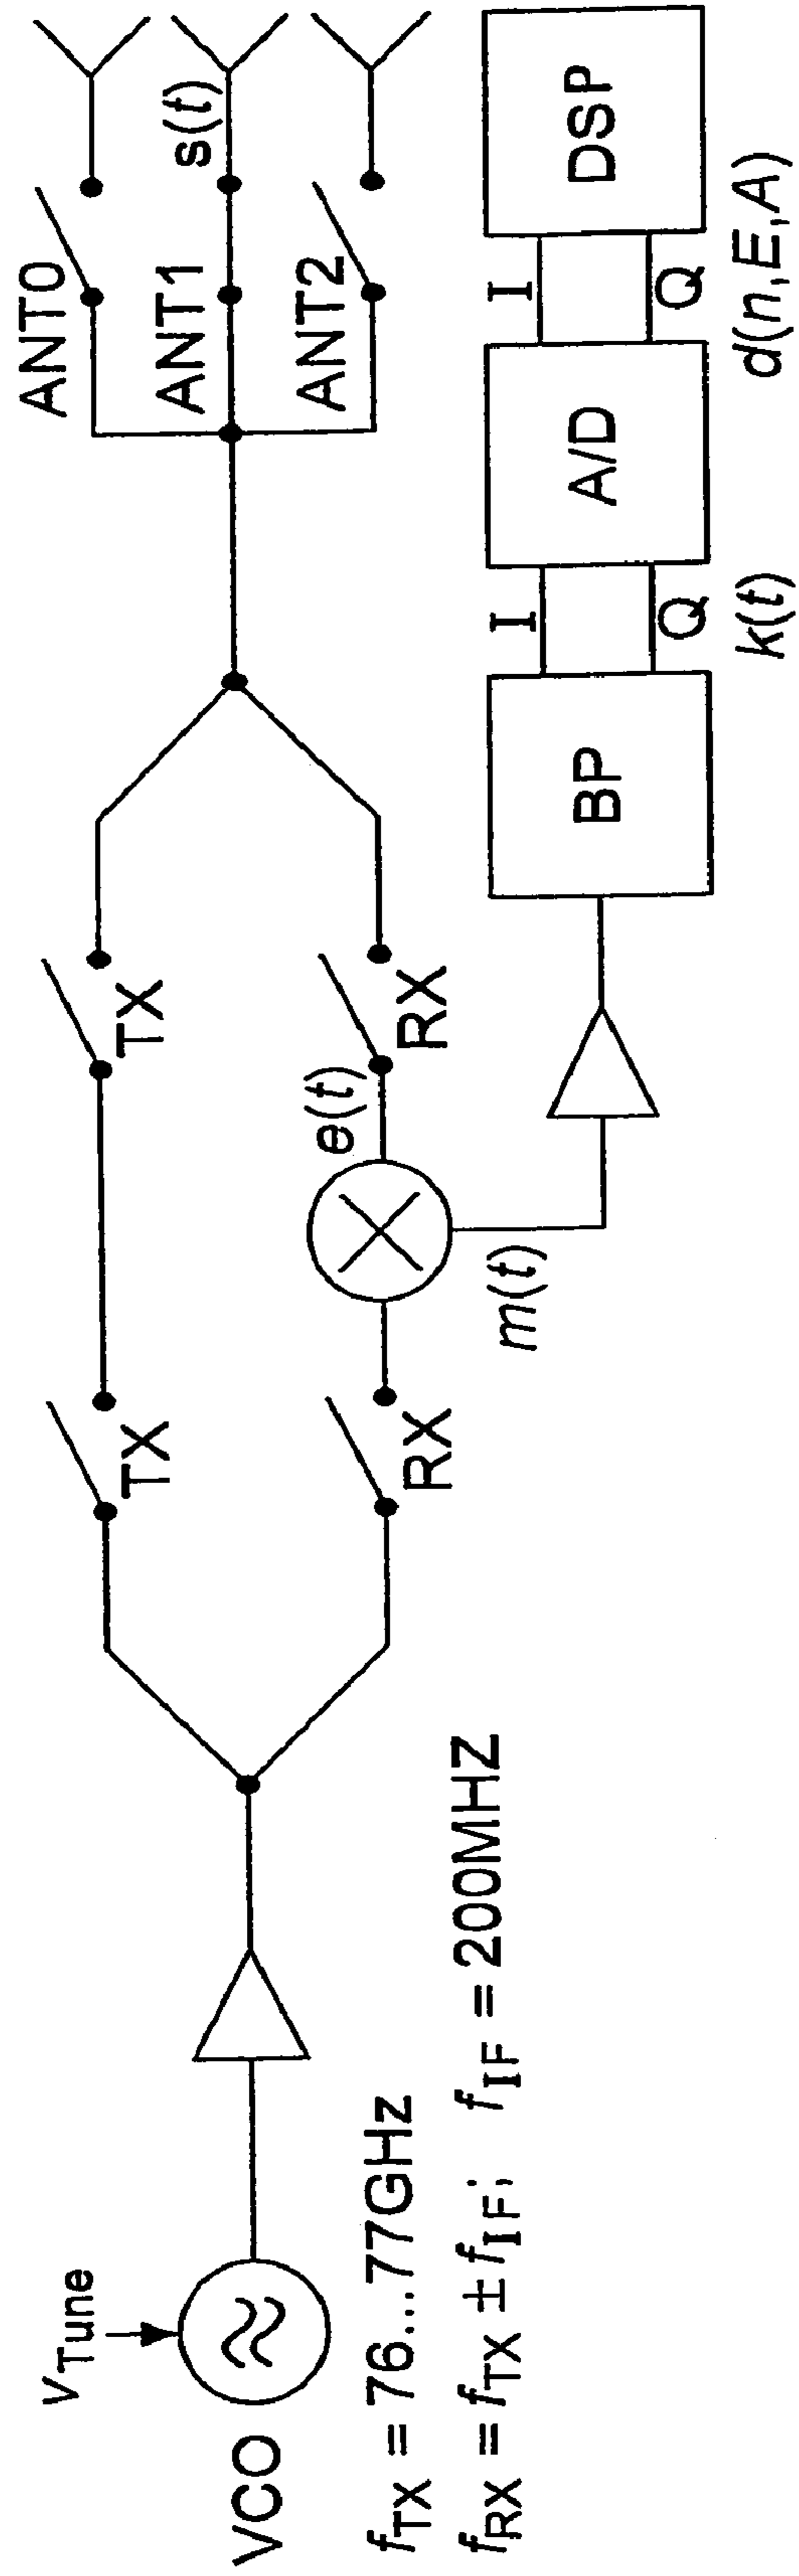 V_Tune
VCO
f_TX = 76...77GHz
f_RX = f_TX ± f_IF; f_IF = 200MHZ
TX
TX
RX
RX
e(t)
m(t)
ANT0
ANT1
ANT2
s(t)
BP
I
Q
k(t)
A/D
I
Q
d(n,E,A)
DSP